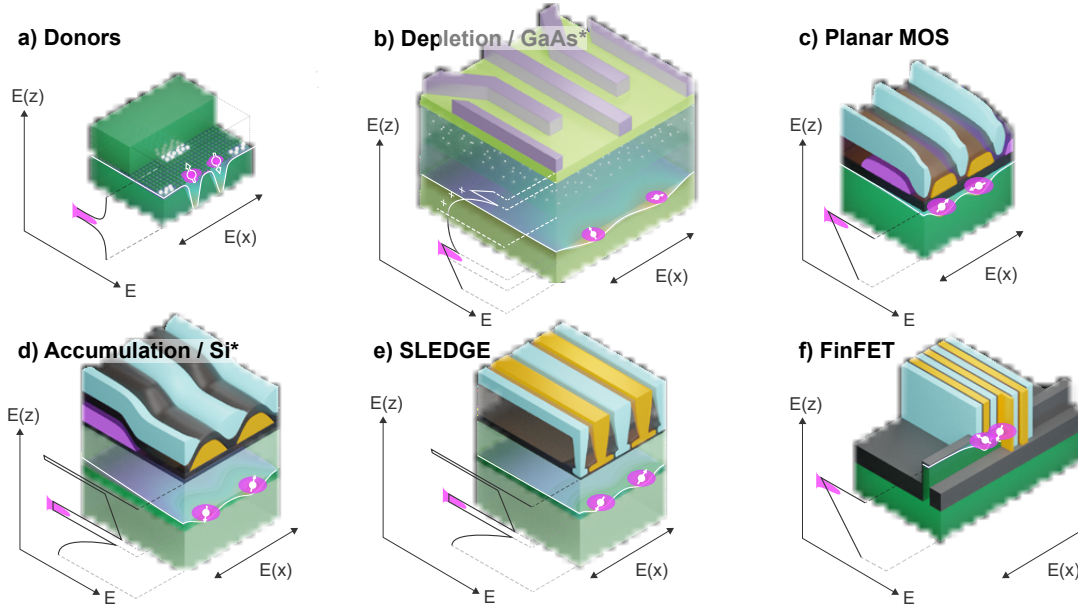 a) Donors
E(z)
E(x)
E
b) Depletion / GaAs*
E(z)
+
+
+
E(x)
E
c) Planar MOS
E(z)
E(x)
E
d) Accumulation / Si*
E(z)
E(x)
E
e) SLEDGE
E(z)
E(x)
E
f) FinFET
E(z)
E(x)
E